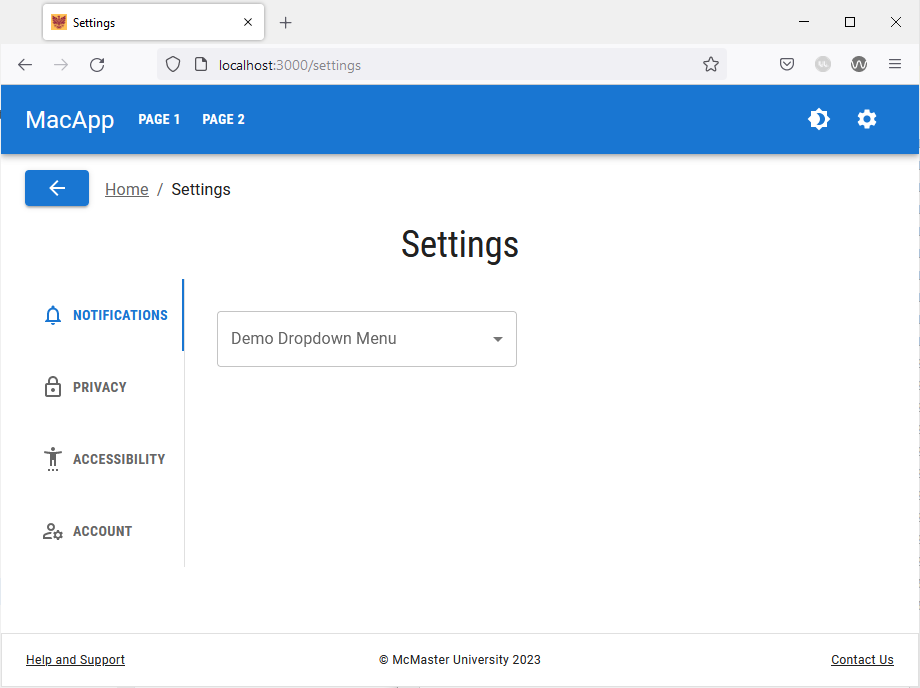 Settings
localhost:3000/settings
MacApp PAGE 1 PAGE 2
Home / Settings
Settings
NOTIFICATIONS
Demo Dropdown Menu
PRIVACY
ACCESSIBILITY
ACCOUNT
Help and Support © McMaster University 2023 Contact Us